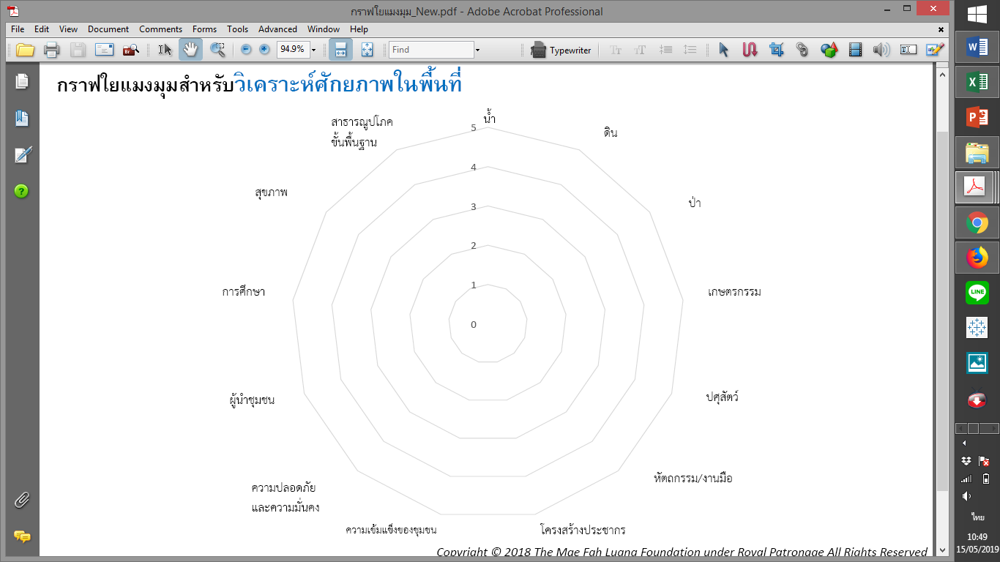 กราฟใยแมงมุม_New.pdf - Adobe Acrobat Professional
File Edit View Document Comments Forms Tools Advanced Window Help
94.9% Find Typewriter
กราฟใยแมงมุมสำหรับวิเคราะห์ศักยภาพในพื้นที่
น้ำ
ดิน
ป่า
เกษตรกรรม
ปศุสัตว์
หัตถกรรม/งานมือ
โครงสร้างประชากร
ความเข้มแข็งของชุมชน
ความปลอดภัย
และความมั่นคง
ผู้นำชุมชน
การศึกษา
สุขภาพ
สาธารณูปโภค
ขั้นพื้นฐาน
5
4
3
2
1
0
Copyright © 2018 The Mae Fah Luang Foundation under Royal Patronage All Rights Reserved
LINE
ไทย
10:49
15/05/2019